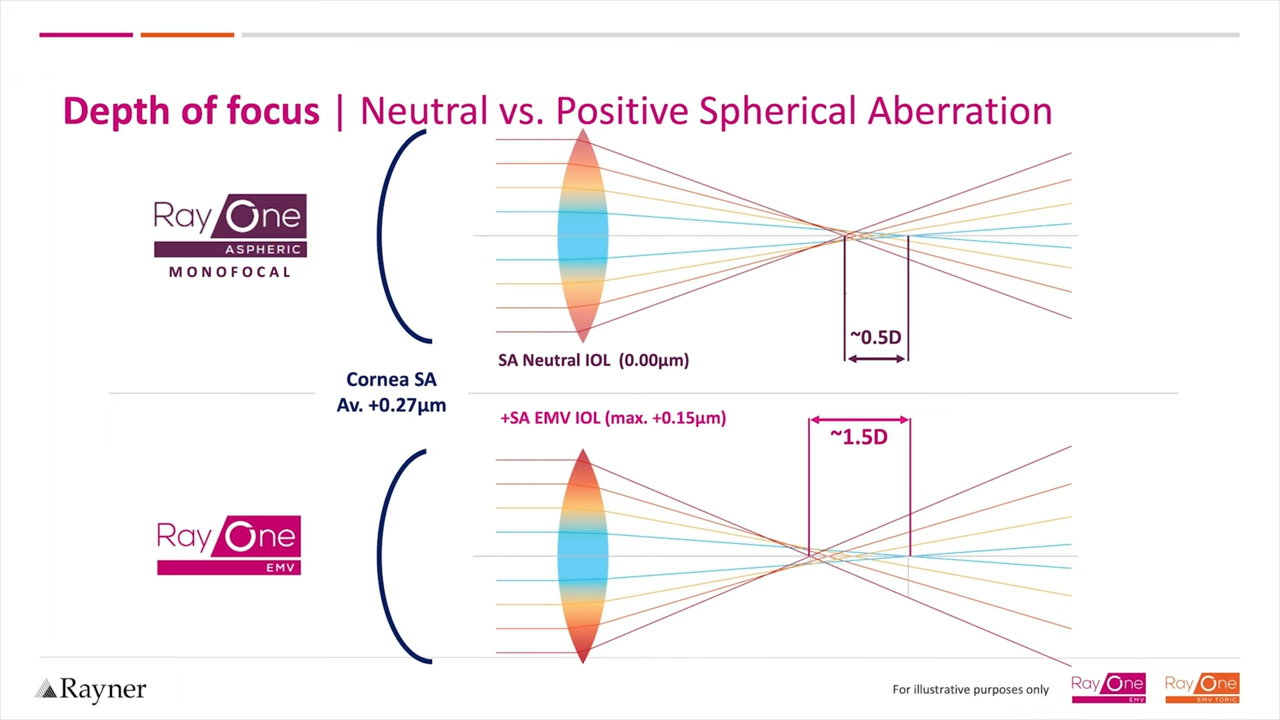 Depth of focus | Neutral vs. Positive Spherical Aberration
RayOne
ASPHERIC
MONOFOCAL
~0.5D
SA Neutral IOL (0.00µm)
Cornea SA
Av. +0.27µm
+SA EMV IOL (max. +0.15µm)
~1.5D
RayOne
EMV
Rayner
For illustrative purposes only
RayOne
EMV
RayOne
EMV TORIC